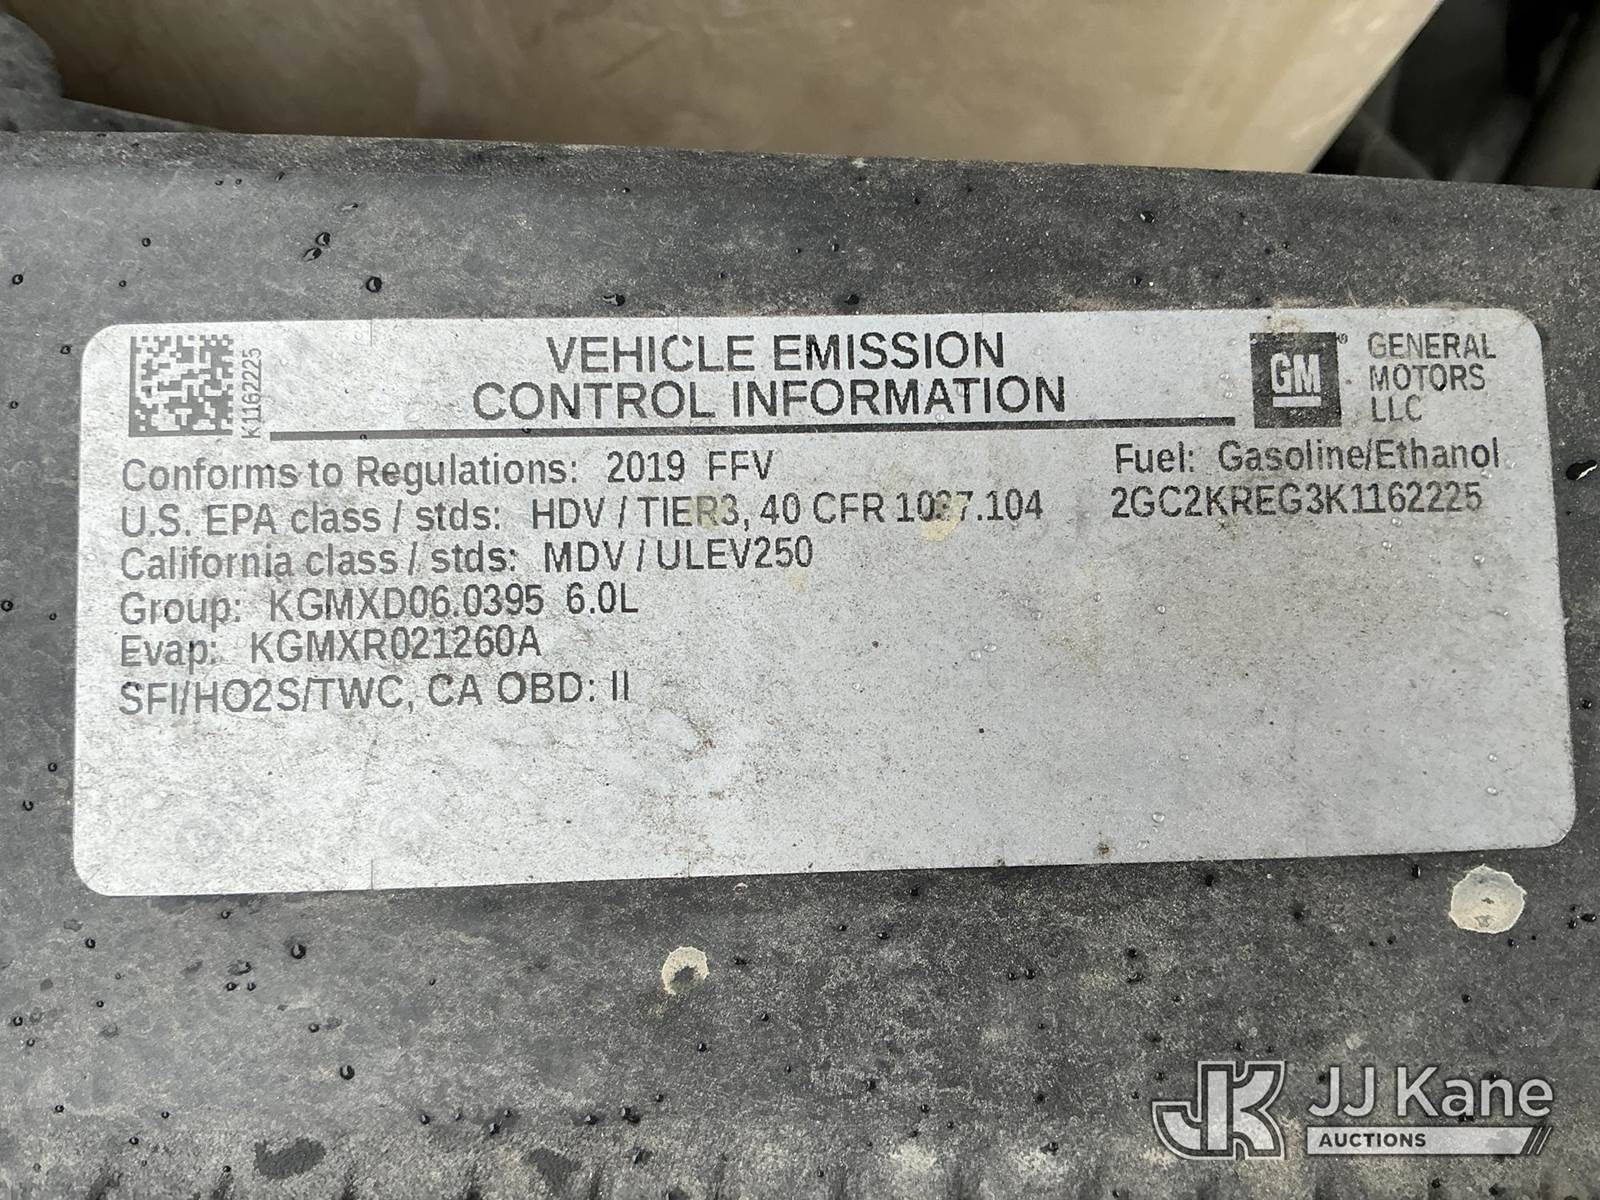 K1162225
VEHICLE EMISSION
CONTROL INFORMATION
GM®
GENERAL
MOTORS
LLC
Conforms to Regulations: 2019 FFV
Fuel: Gasoline/Ethanol
U.S. EPA class / stds: HDV / TIER3, 40 CFR 1037.104
2GC2KREG3K1162225
California class / stds: MDV / ULEV250
Group: KGMXD06.0395 6.0L
Evap: KGMXR021260A
SFI/HO2S/TWC, CA OBD: II
JK JJ Kane
AUCTIONS